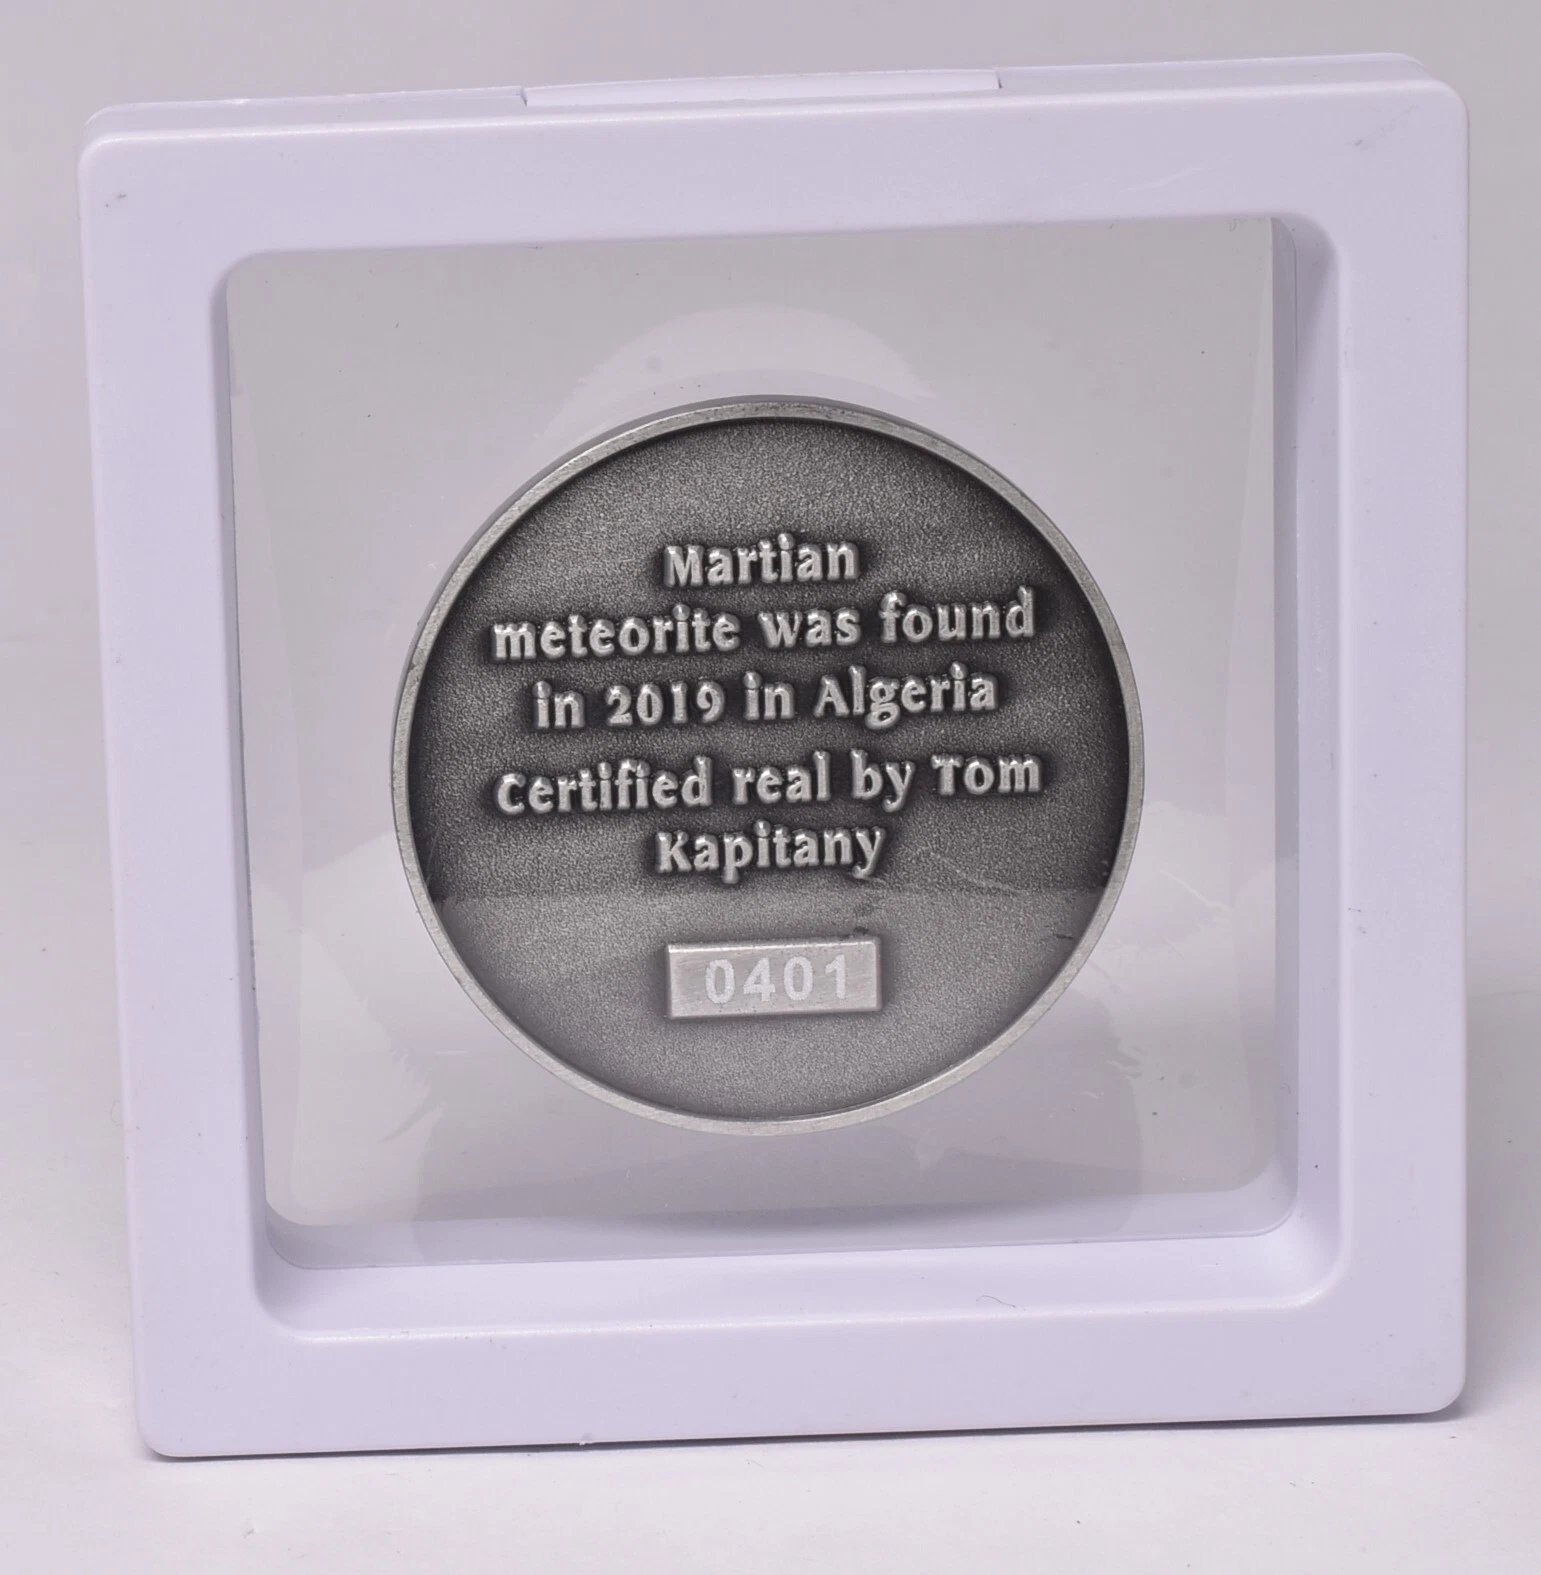 Martian
meteorite was found
in 2019 in Algeria
Certified real by Tom
Kapitany
0401